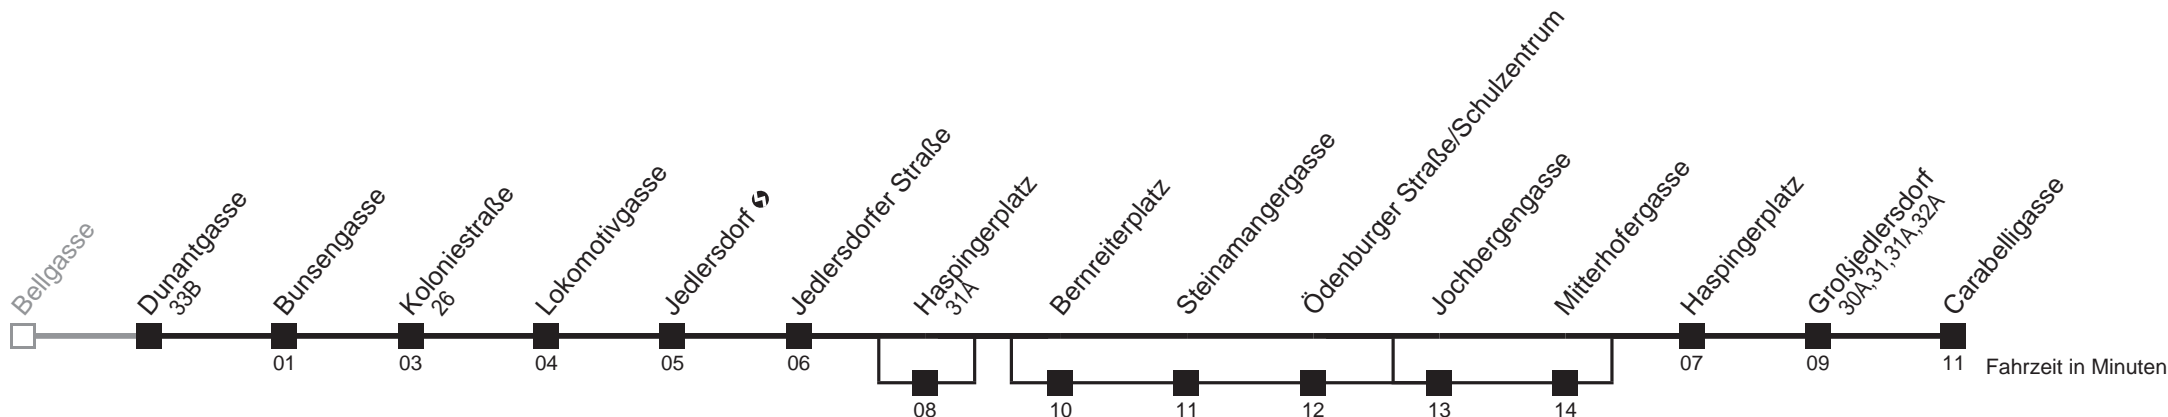 Bellgasse
Dunantgasse
33B
Bunsengasse
Koloniestraße
26
Lokomotivgasse
Jedlersdorf
Jedlersdorfer Straße
Haspingerplatz
31A
Bernreiterplatz
Steinamangergasse
Ödenburger Straße/Schulzentrum
Jochbergengasse
Mitterhofergasse
Haspingerplatz
Großjedlersdorf
30A,31,31A,32A
Carabelligasse
01 03 04 05 06 07 09 11 Fahrzeit in Minuten
08 10 11 12 13 14